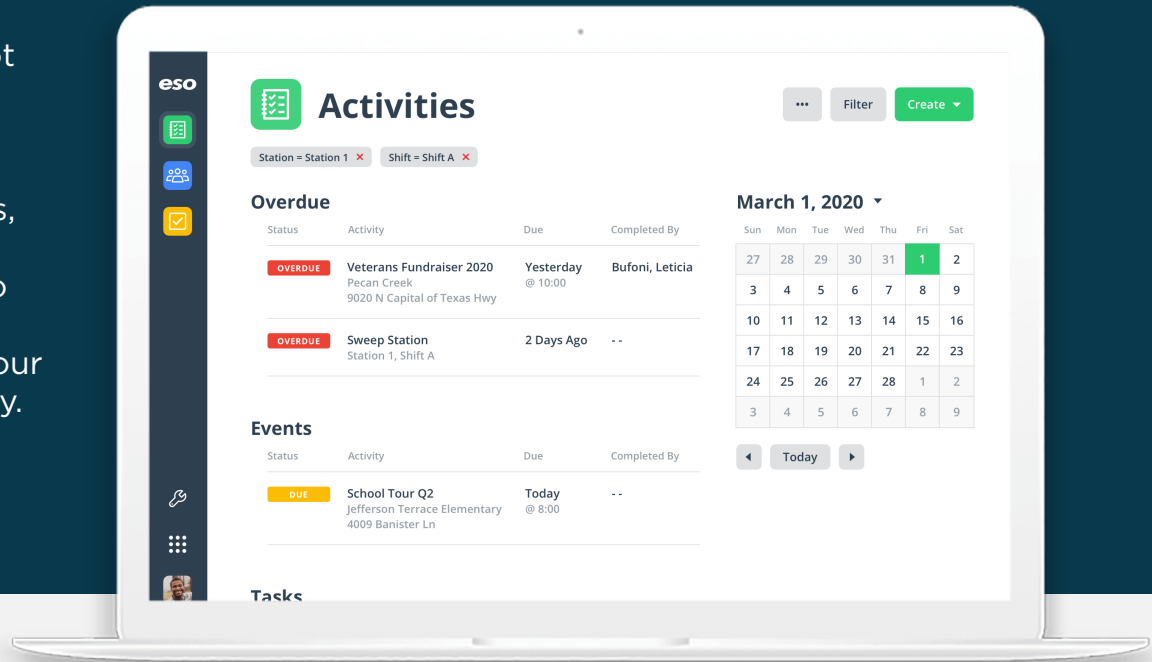 s,
our
y.
eso
Activities
•••
Filter
Create
Station = Station 1 ×
Shift = Shift A ×
Overdue
Status Activity Due Completed By
OVERDUE Veterans Fundraiser 2020 Yesterday Bufoni, Leticia
Pecan Creek @ 10:00
9020 N Capital of Texas Hwy
OVERDUE Sweep Station 2 Days Ago - -
Station 1, Shift A
Events
Status Activity Due Completed By
DUE School Tour Q2 Today - -
Jefferson Terrace Elementary @ 8:00
4009 Banister Ln
Tasks
March 1, 2020
Sun Mon Tue Wed Thu Fri Sat
27 28 29 30 31 1 2
3 4 5 6 7 8 9
10 11 12 13 14 15 16
17 18 19 20 21 22 23
24 25 26 27 28 1 2
3 4 5 6 7 8 9
Today